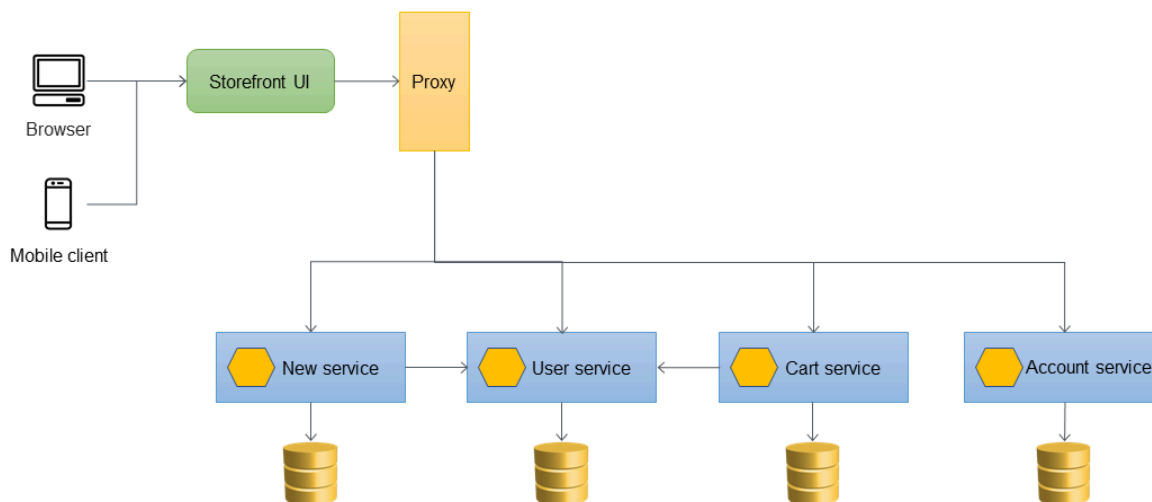 Storefront UI
Proxy
Browser
Mobile client
New service
User service
Cart service
Account service